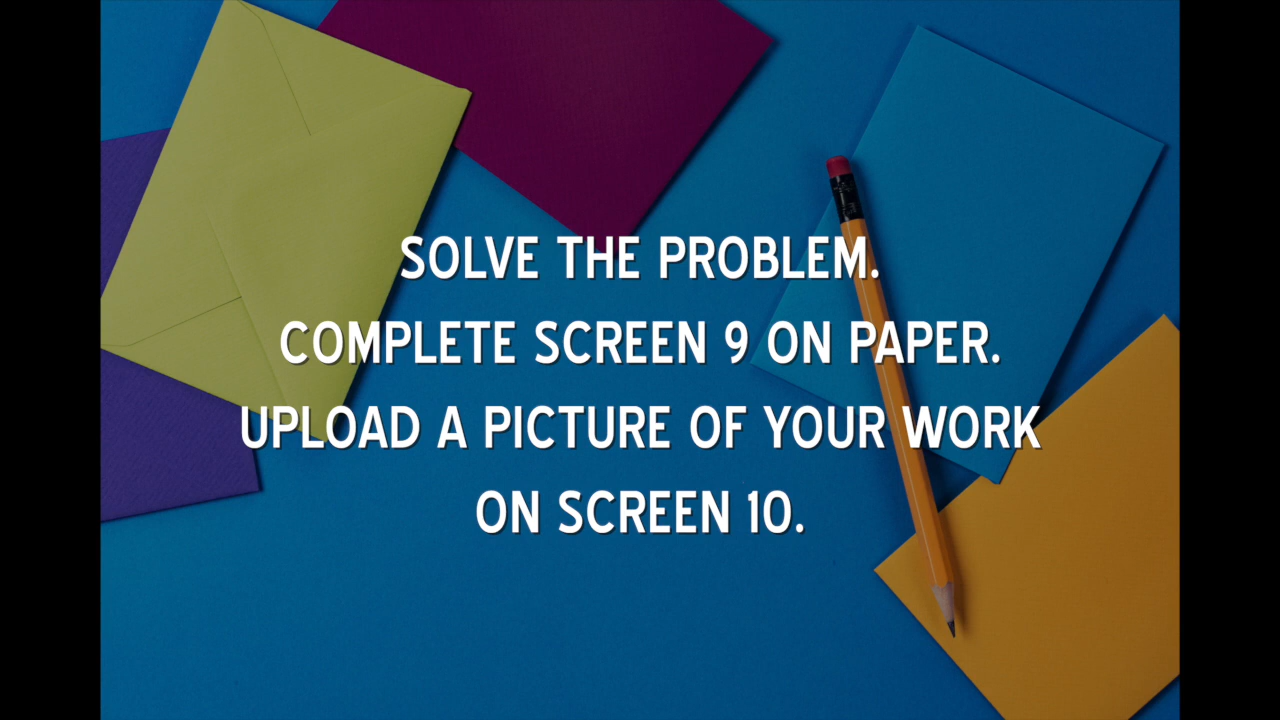 SOLVE THE PROBLEM.
COMPLETE SCREEN 9 ON PAPER.
UPLOAD A PICTURE OF YOUR WORK
ON SCREEN 10.